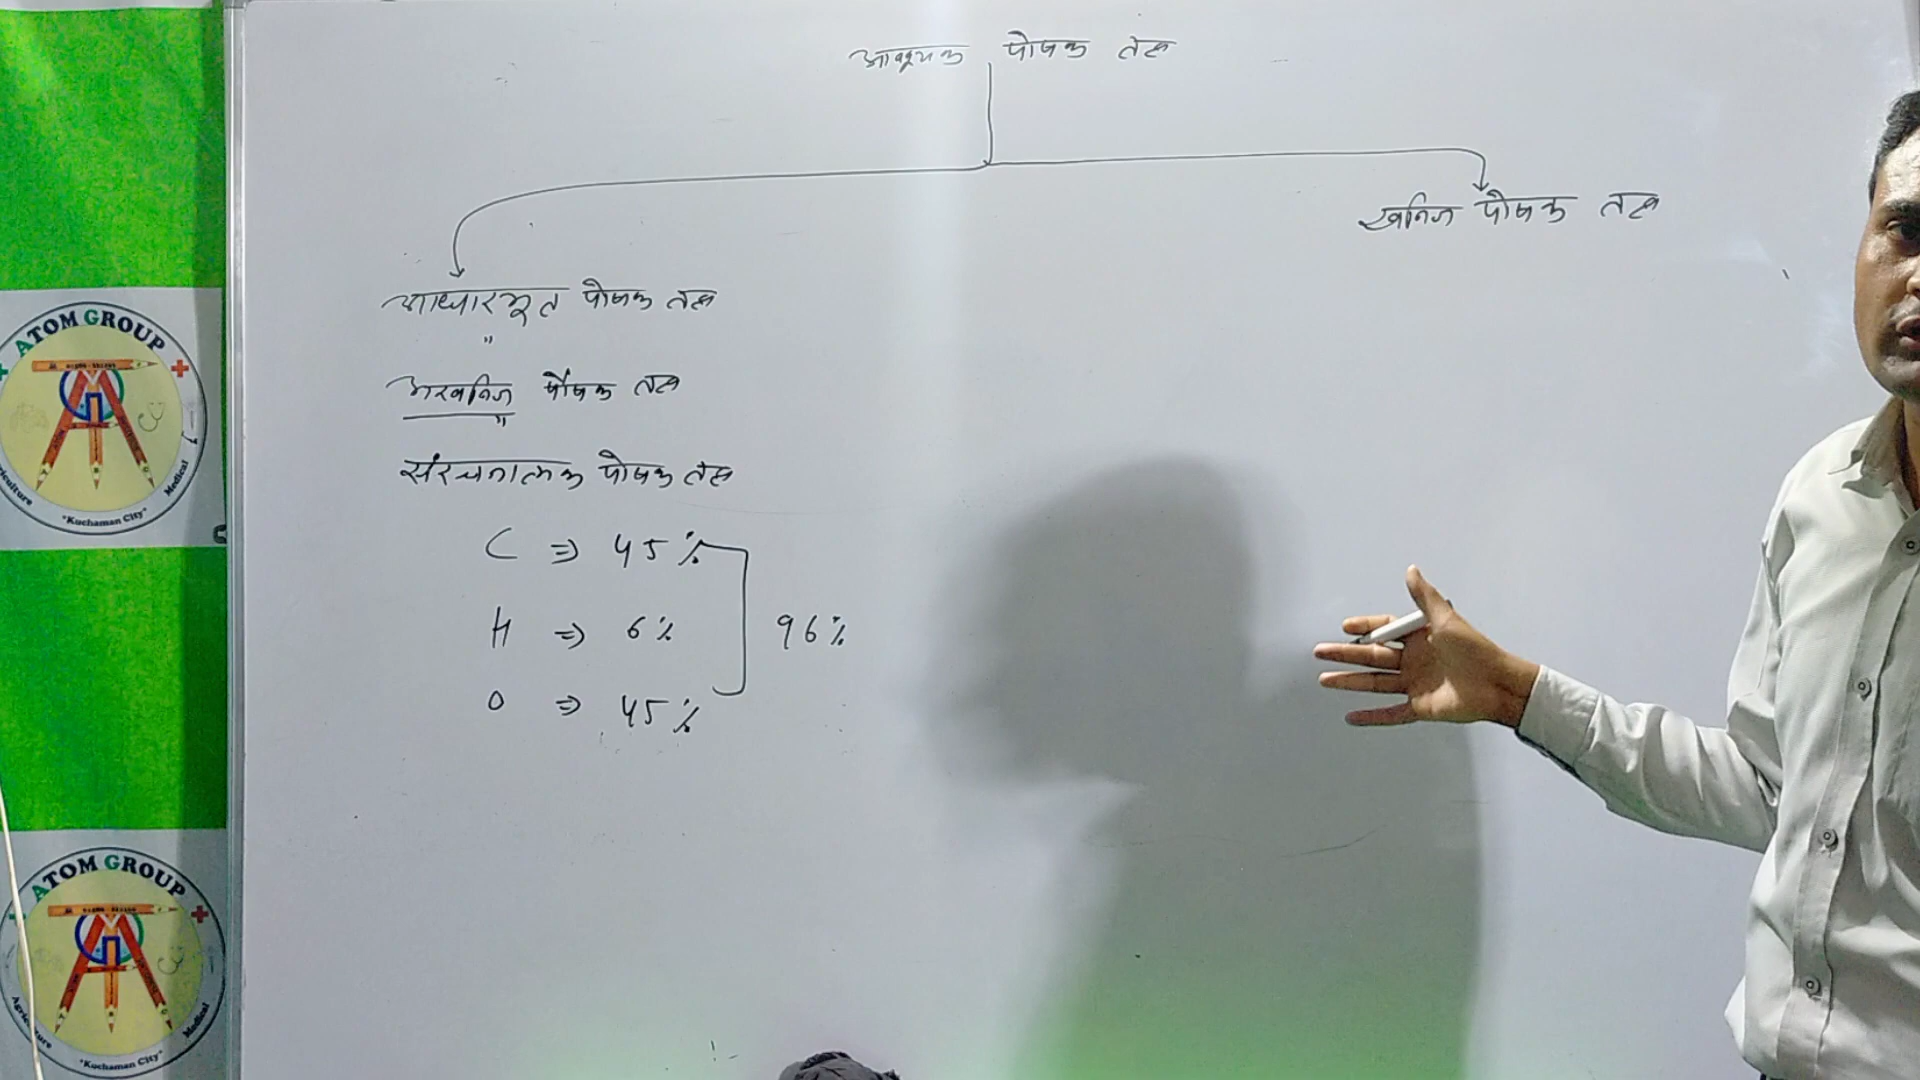 आवश्यक पोषक तत्व
खनिज पोषक तत्व
आधारभूत पोषक तत्व
"
अखनिज पोषक तत्व
"
संरचनात्मक पोषक तत्व
C ⇒ 45%
H ⇒ 6%
96%
O ⇒ 45%
ATOM GROUP
Agriculture
Medical
"Kuchaman City"
ATOM GROUP
Agriculture
Medical
"Kuchaman City"